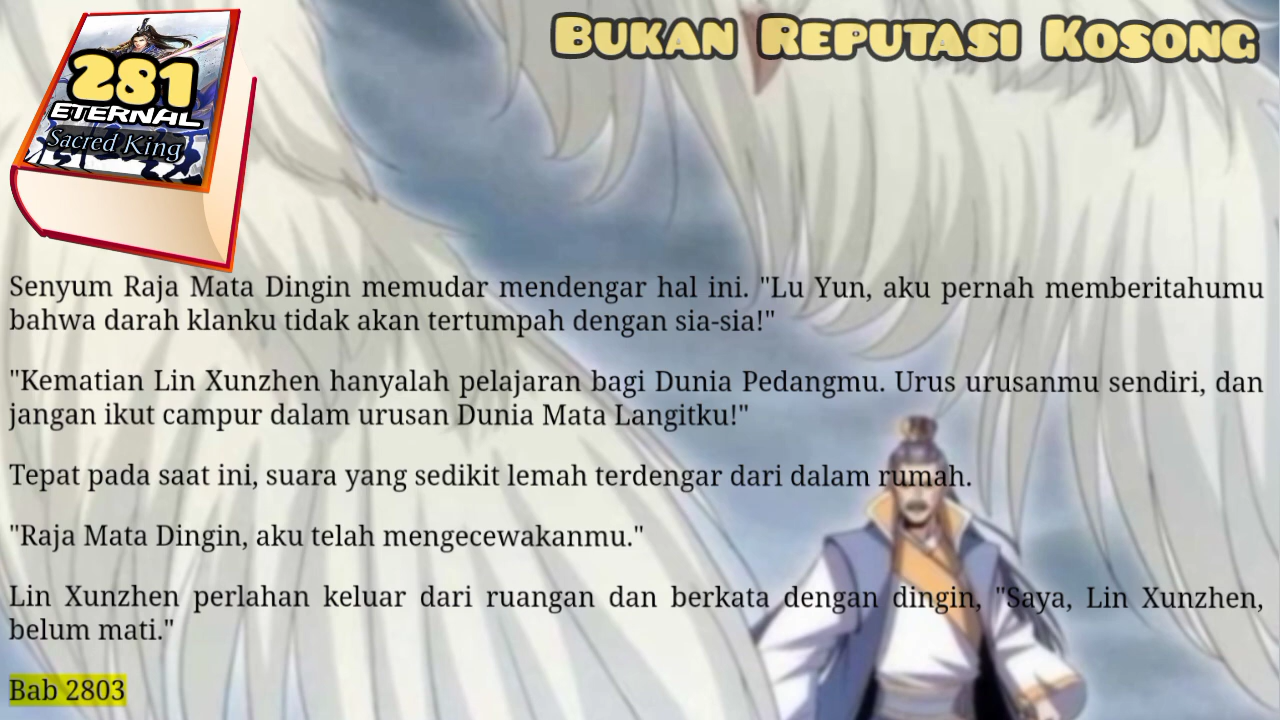 Bukan Reputasi Kosong
281
ETERNAL
Sacred King
Senyum Raja Mata Dingin memudar mendengar hal ini. "Lu Yun, aku pernah memberitahumu
bahwa darah klanku tidak akan tertumpah dengan sia-sia!"
"Kematian Lin Xunzhen hanyalah pelajaran bagi Dunia Pedangmu. Urus urusanmu sendiri, dan
jangan ikut campur dalam urusan Dunia Mata Langitku!"
Tepat pada saat ini, suara yang sedikit lemah terdengar dari dalam rumah.
"Raja Mata Dingin, aku telah mengecewakanmu."
Lin Xunzhen perlahan keluar dari ruangan dan berkata dengan dingin, "Saya, Lin Xunzhen,
belum mati."
Bab 2803